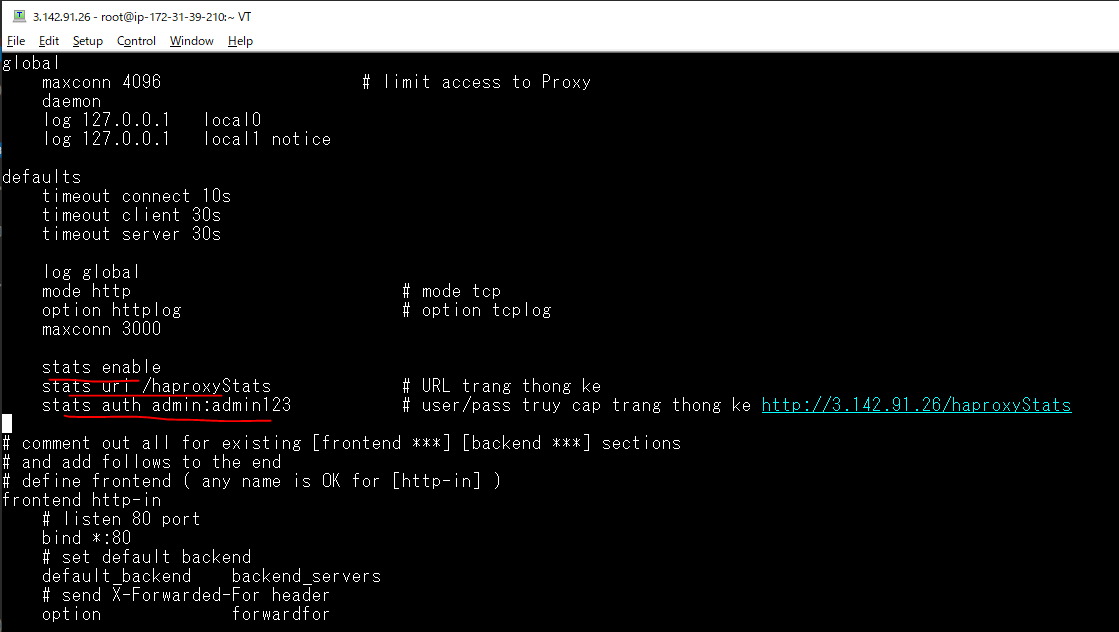 3.142.91.26 - root@ip-172-31-39-210:~ VT
File Edit Setup Control Window Help
global
maxconn 4096 # limit access to Proxy
daemon
log 127.0.0.1 local0
log 127.0.0.1 local1 notice
defaults
timeout connect 10s
timeout client 30s
timeout server 30s
log global
mode http # mode tcp
option httplog # option tcplog
maxconn 3000
stats enable
stats uri /haproxyStats # URL trang thong ke
stats auth admin:admin123 # user/pass truy cap trang thong ke http://3.142.91.26/haproxyStats
# comment out all for existing [frontend ***] [backend ***] sections
# and add follows to the end
# define frontend ( any name is OK for [http-in] )
frontend http-in
# listen 80 port
bind *:80
# set default backend
default_backend backend_servers
# send X-Forwarded-For header
option forwardfor